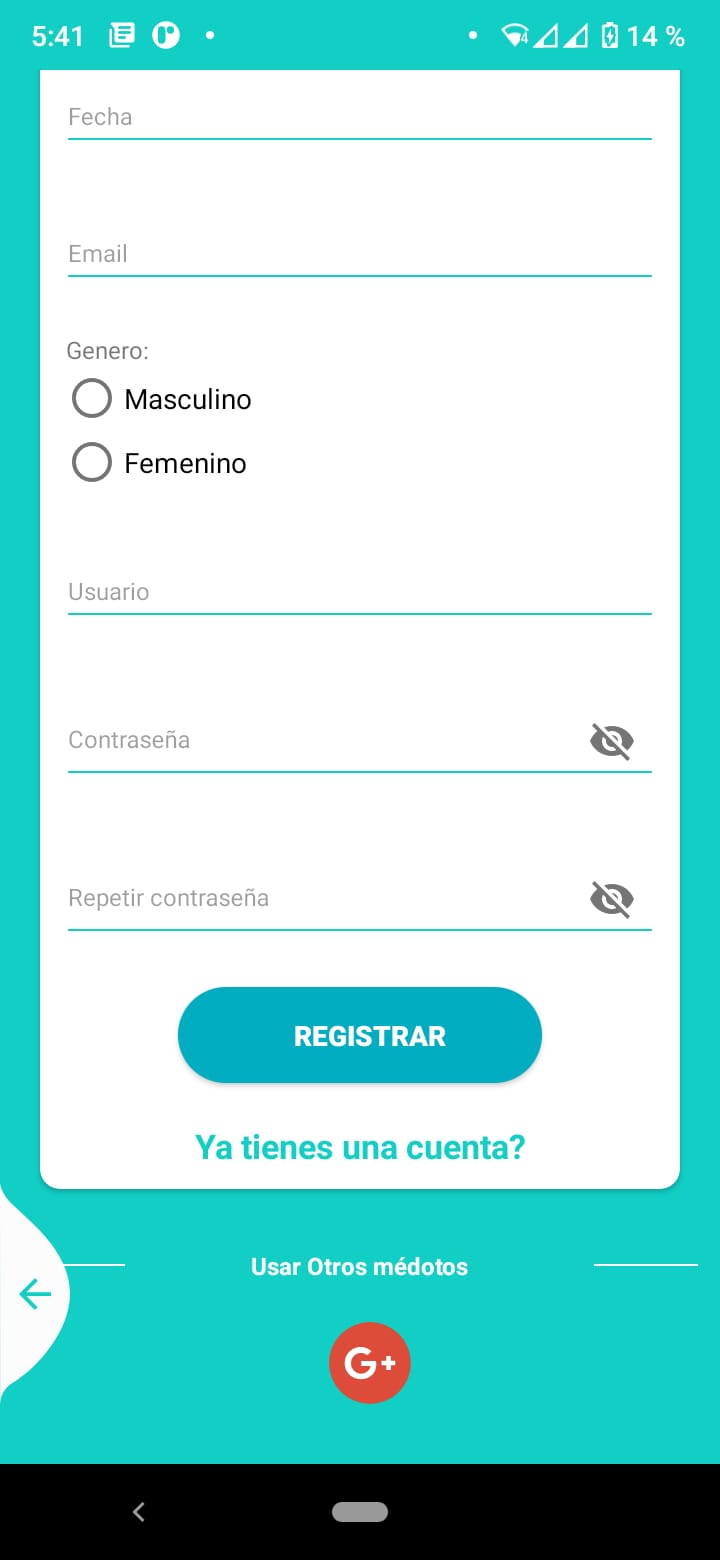 5:41
4
14 %
Fecha
Email
Genero:
Masculino
Femenino
Usuario
Contraseña
Repetir contraseña
REGISTRAR
Ya tienes una cuenta?
Usar Otros médotos
G+